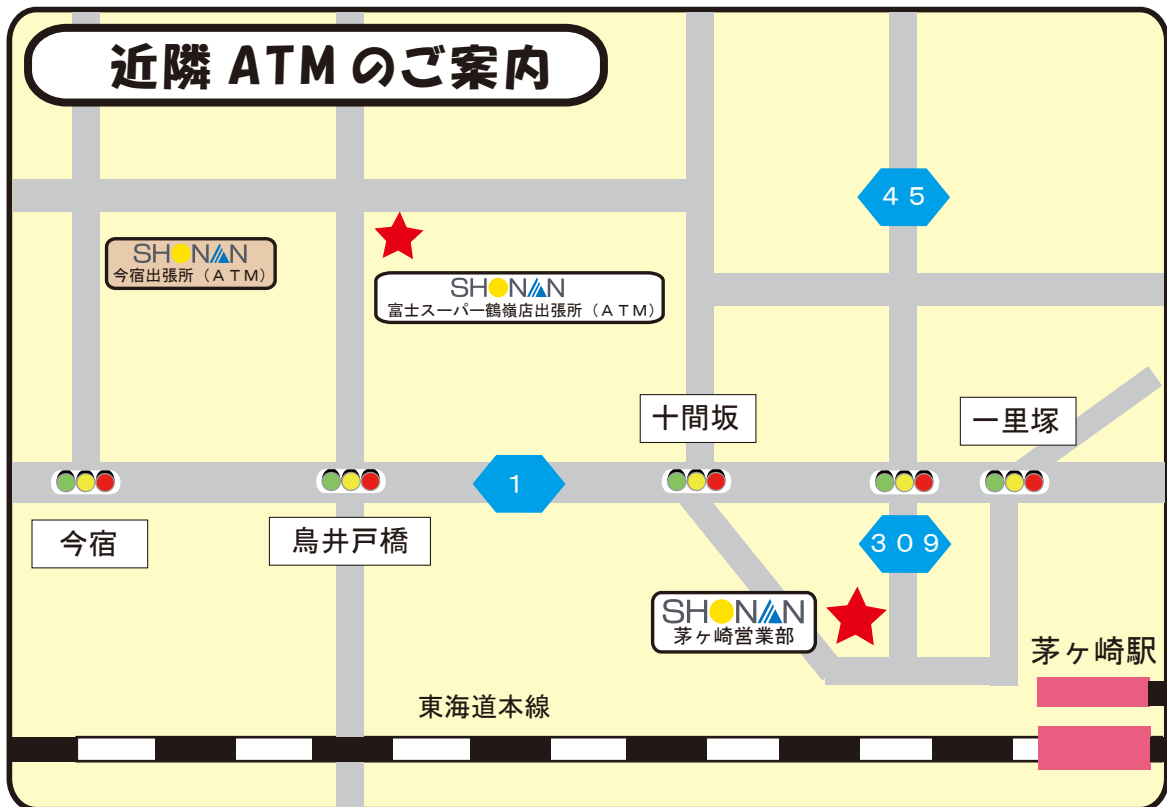 近隣 ATM のご案内
４５
SHONAN
今宿出張所（ＡＴＭ）
SHONAN
富士スーパー鶴嶺店出張所（ＡＴＭ）
十間坂
一里塚
１
今宿
鳥井戸橋
３０９
SHONAN
茅ヶ崎営業部
茅ヶ崎駅
東海道本線